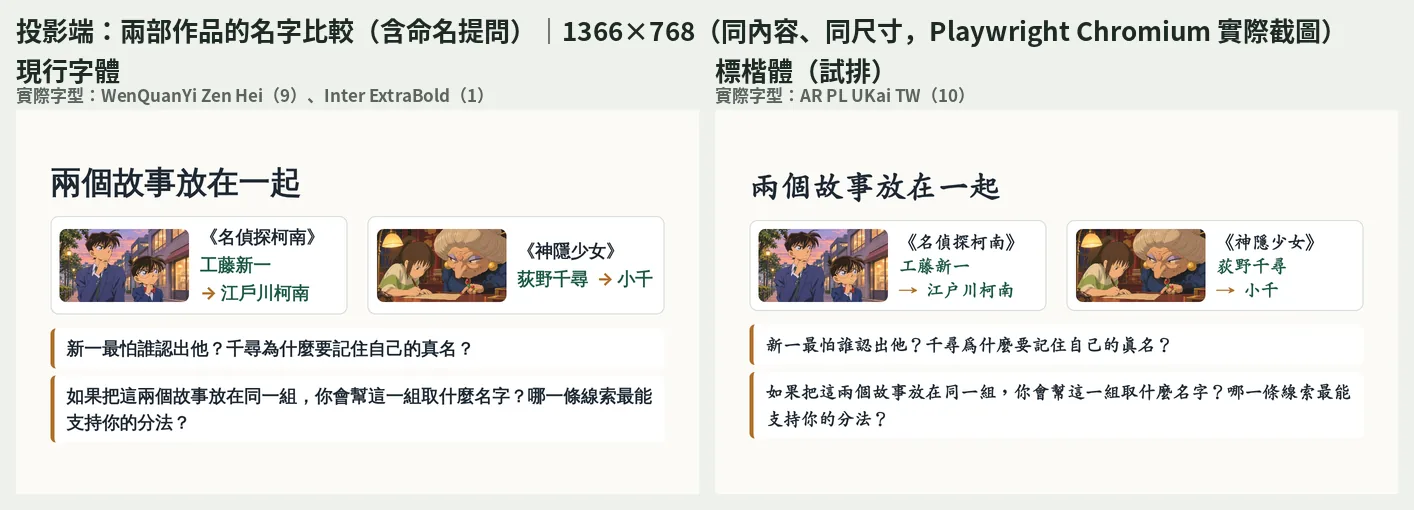 投影端：兩部作品的名字比較（含命名提問）｜1366×768（同內容、同尺寸，Playwright Chromium 實際截圖）
現行字體
實際字型：WenQuanYi Zen Hei（9）、Inter ExtraBold（1）
兩個故事放在一起
《名偵探柯南》
工藤新一
→ 江戶川柯南
《神隱少女》
荻野千尋 → 小千
新一最怕誰認出他？千尋為什麼要記住自己的真名？
如果把這兩個故事放在同一組，你會幫這一組取什麼名字？哪一條線索最能
支持你的分法？
標楷體（試排）
實際字型：AR PL UKai TW（10）
兩個故事放在一起
《名偵探柯南》
工藤新一
→ 江戶川柯南
《神隱少女》
荻野千尋
→ 小千
新一最怕誰認出他？千尋為什麼要記住自己的真名？
如果把這兩個故事放在同一組，你會幫這一組取什麼名字？哪一條線索最能
支持你的分法？